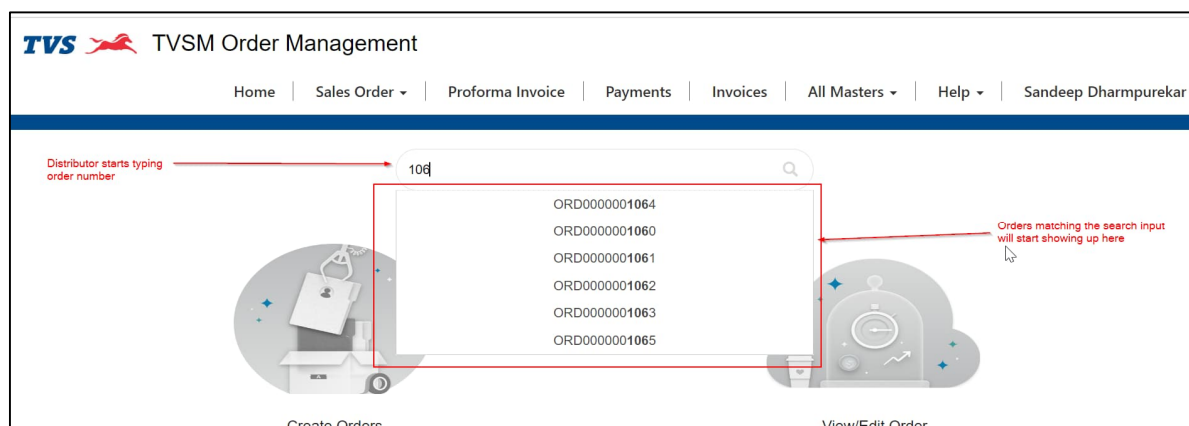 TVS TVSM Order Management
Home Sales Order Proforma Invoice Payments Invoices All Masters Help Sandeep Dharmpurekar
Distributor starts typing
order number
106
ORD0000001064
ORD0000001060
ORD0000001061
ORD0000001062
ORD0000001063
ORD0000001065
Orders matching the search input
will start showing up here
Create Orders View/Edit Order